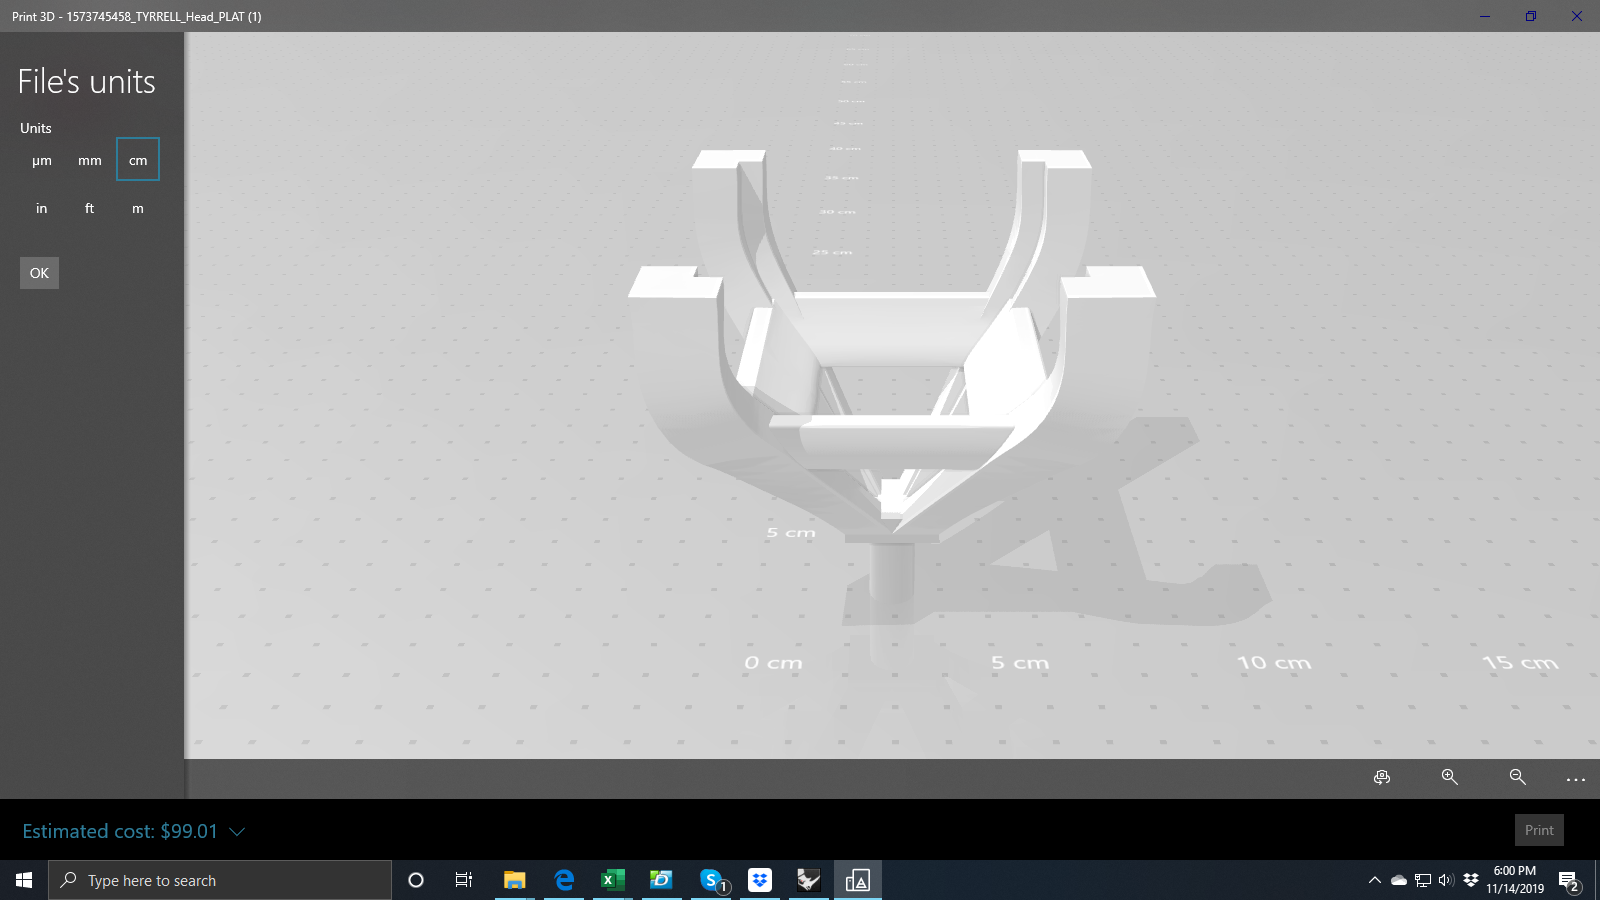 Print 3D - 1573745458_TYRRELL_Head_PLAT (1)
File's units
Units
µm mm cm
in ft m
OK
40 cm
35 cm
30 cm
25 cm
5 cm
0 cm 5 cm 10 cm 15 cm
Estimated cost: $99.01
Print
Type here to search
1
6:00 PM
11/14/2019
2